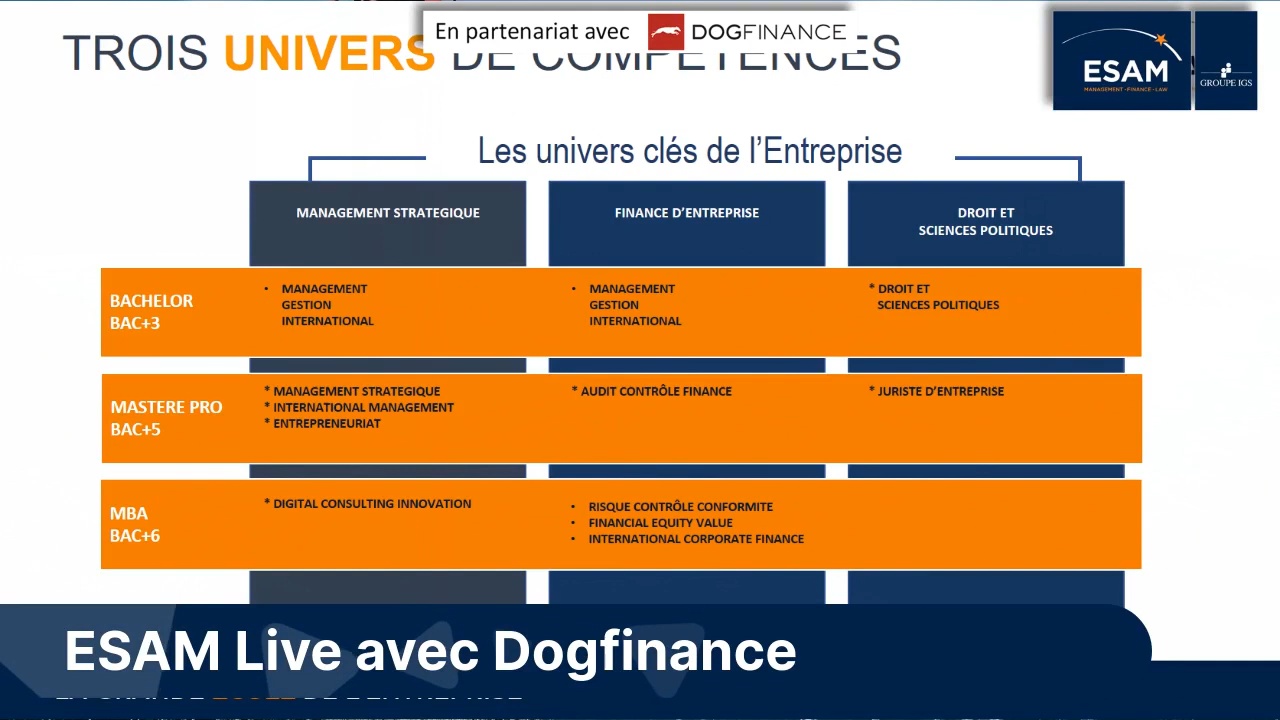 En partenariat avec DOGFINANCE
TROIS UNIVERS DE COMPETENCES
ESAM
MANAGEMENT - FINANCE - LAW
GROUPE IGS
Les univers clés de l'Entreprise
MANAGEMENT STRATEGIQUE
FINANCE D'ENTREPRISE
DROIT ET
SCIENCES POLITIQUES
BACHELOR
BAC+3
• MANAGEMENT
GESTION
INTERNATIONAL
• MANAGEMENT
GESTION
INTERNATIONAL
* DROIT ET
SCIENCES POLITIQUES
MASTERE PRO
BAC+5
* MANAGEMENT STRATEGIQUE
* INTERNATIONAL MANAGEMENT
* ENTREPRENEURIAT
* AUDIT CONTRÔLE FINANCE
* JURISTE D'ENTREPRISE
MBA
BAC+6
* DIGITAL CONSULTING INNOVATION
• RISQUE CONTRÔLE CONFORMITE
• FINANCIAL EQUITY VALUE
• INTERNATIONAL CORPORATE FINANCE
ESAM Live avec Dogfinance